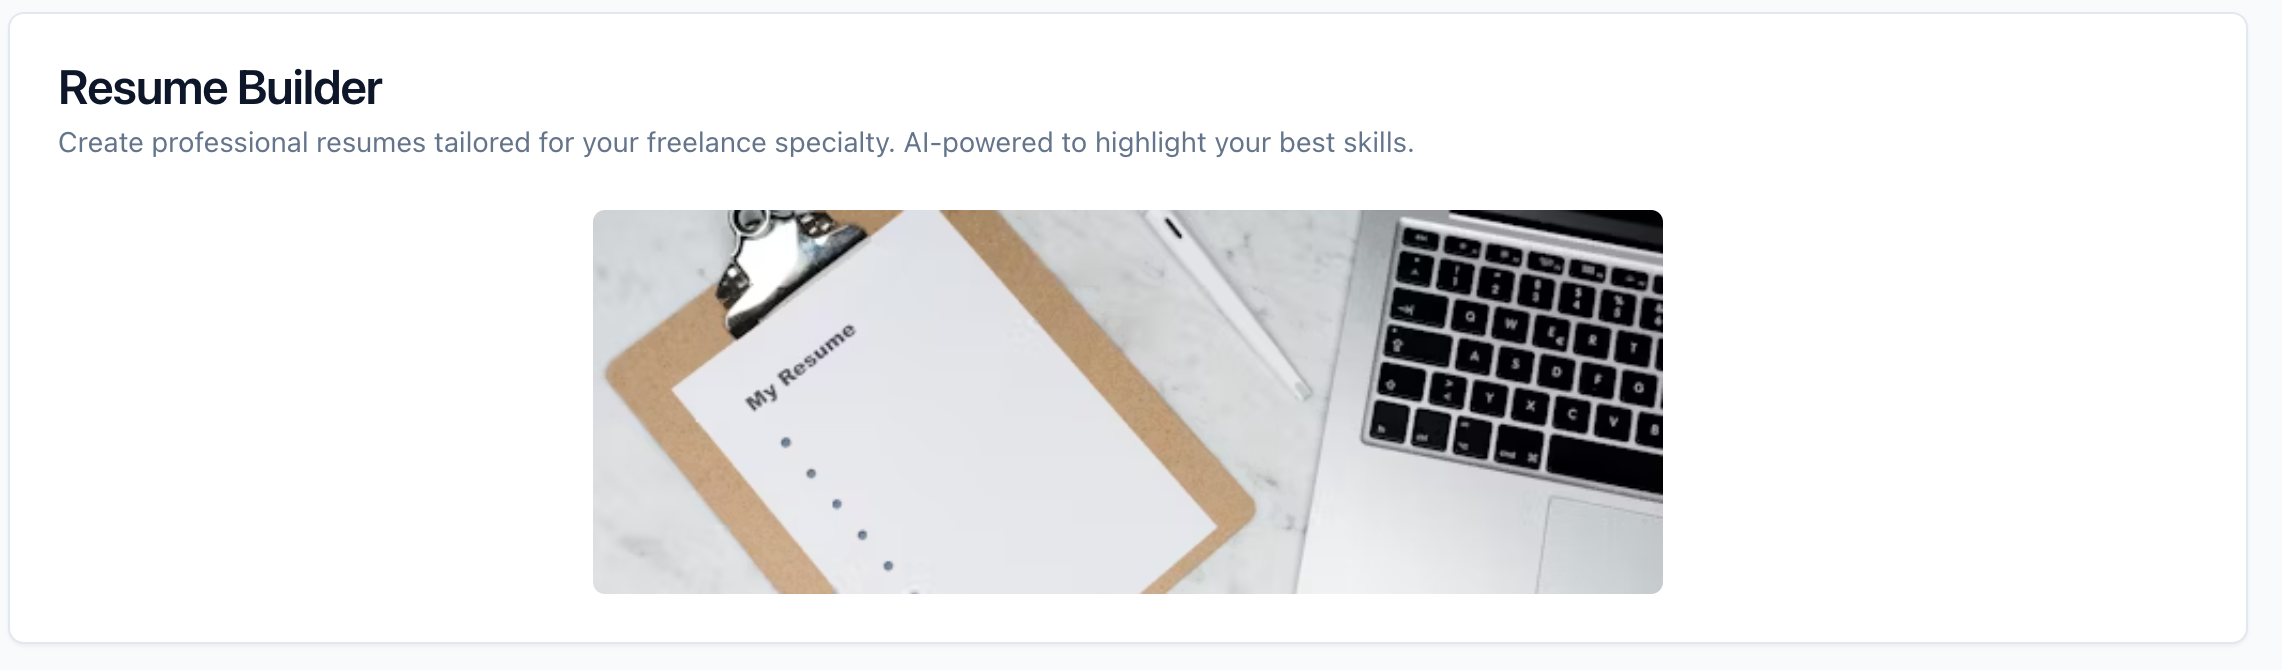 Resume Builder
Create professional resumes tailored for your freelance specialty. AI-powered to highlight your best skills.
My Resume
Q W E R T
A S D F G
Y X C V B